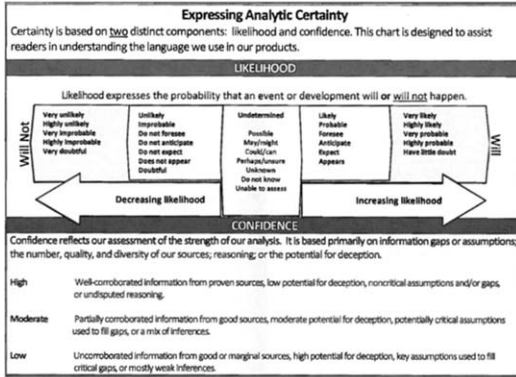 Expressing Analytic Certainty
Certainty is based on two distinct components: likelihood and confidence. This chart is designed to assist
readers in understanding the language we use in our products.
LIKELIHOOD
Likelihood expresses the probability that an event or development will or will not happen.
Will Not
Very unlikely
Highly unlikely
Very improbable
Highly improbable
Very doubtful
Unlikely
Improbable
Do not foresee
Do not anticipate
Do not expect
Does not appear
Doubtful
Undetermined
Possible
May/might
Could/can
Perhaps/unsure
Unknown
Do not know
Unable to assess
Likely
Probable
Foresee
Anticipate
Expect
Appears
Very likely
Highly likely
Very probable
Highly probable
Have little doubt
Will
Decreasing likelihood
Increasing likelihood
CONFIDENCE
Confidence reflects our assessment of the strength of our analysis. It is based primarily on information gaps or assumptions;
the number, quality, and diversity of our sources; reasoning; or the potential for deception.
High
Well-corroborated information from proven sources, low potential for deception, noncritical assumptions and/or gaps,
or undisputed reasoning.
Moderate
Partially corroborated information from good sources, moderate potential for deception, potentially critical assumptions
used to fill gaps, or a mix of inferences.
Low
Uncorroborated information from good or marginal sources, high potential for deception, key assumptions used to fill
critical gaps, or mostly weak inferences.